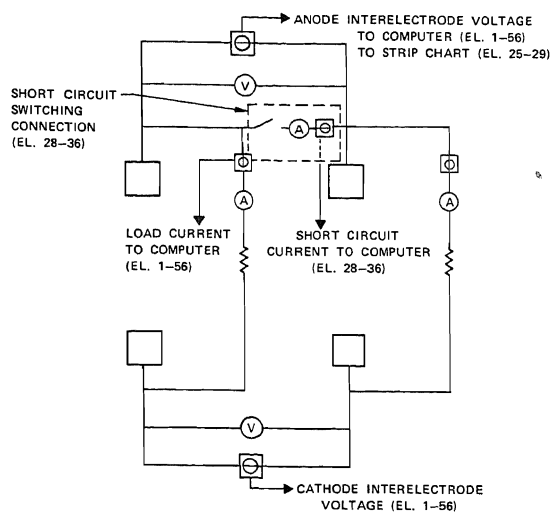 ANODE INTERELECTRODE VOLTAGE
TO COMPUTER (EL. 1–56)
TO STRIP CHART (EL. 25–29)
V
SHORT CIRCUIT
SWITCHING
CONNECTION
(EL. 28–36)
A
A
A
LOAD CURRENT
TO COMPUTER
(EL. 1–56)
SHORT CIRCUIT
CURRENT TO COMPUTER
(EL. 28–36)
V
CATHODE INTERELECTRODE
VOLTAGE (EL. 1–56)